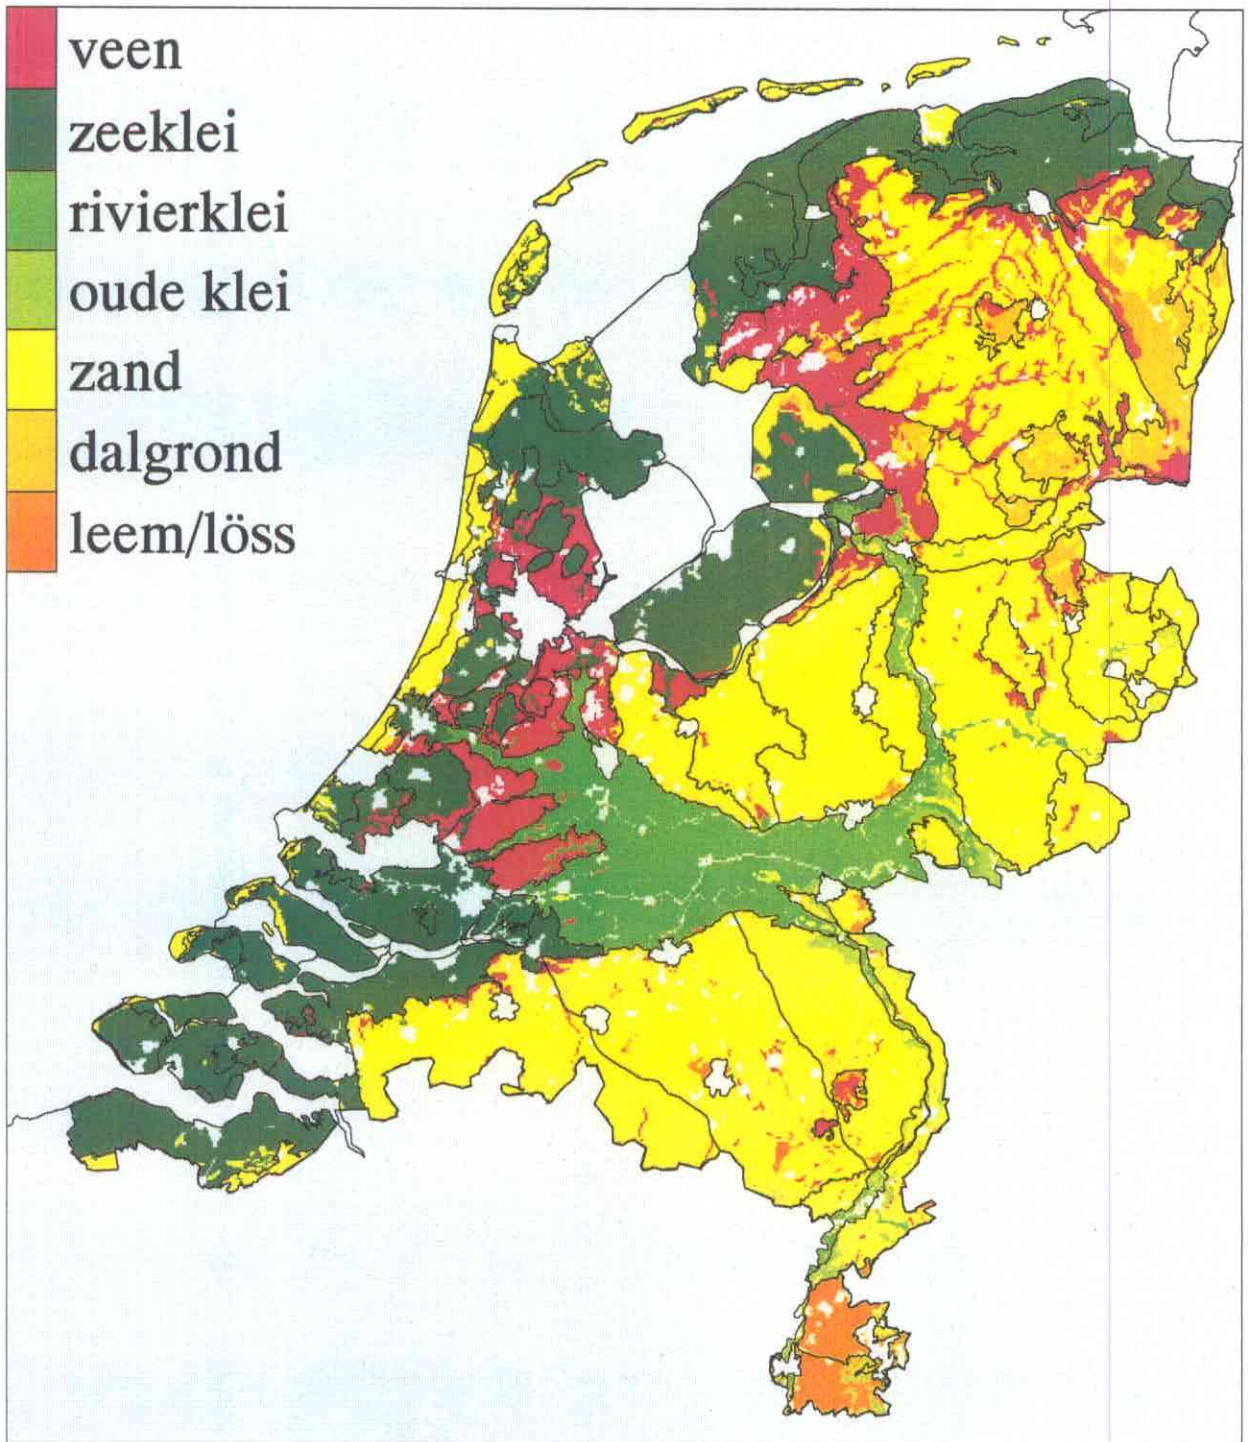 veen
zeeklei
rivierklei
oude klei
zand
dalgrond
leem/löss